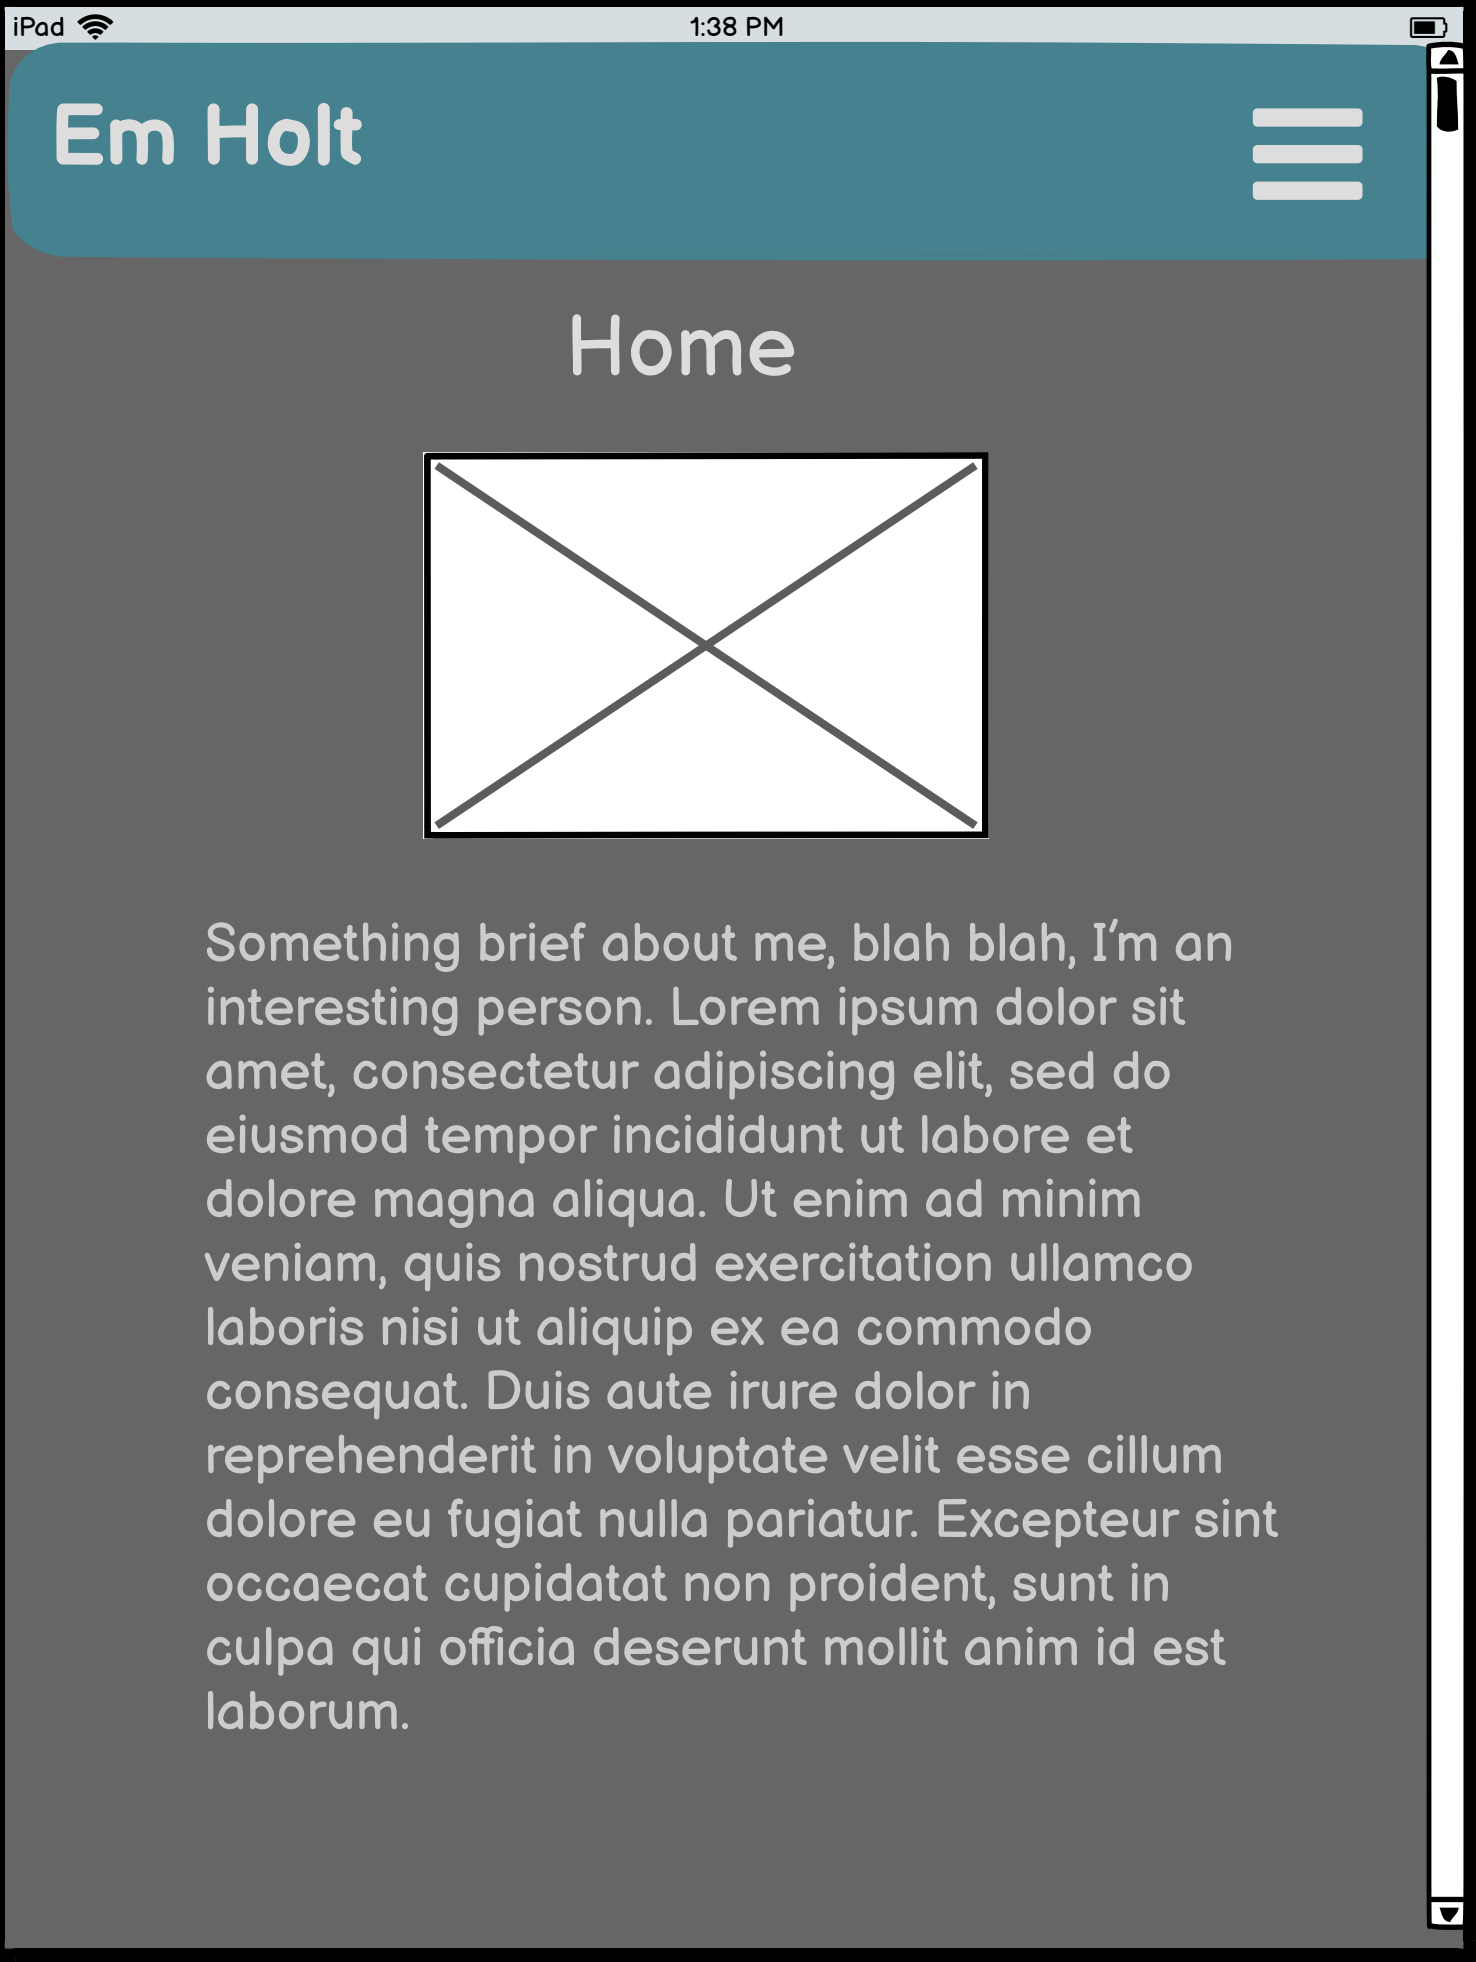 iPad
1:38 PM
Em Holt
Home
Something brief about me, blah blah, I'm an
interesting person. Lorem ipsum dolor sit
amet, consectetur adipiscing elit, sed do
eiusmod tempor incididunt ut labore et
dolore magna aliqua. Ut enim ad minim
veniam, quis nostrud exercitation ullamco
laboris nisi ut aliquip ex ea commodo
consequat. Duis aute irure dolor in
reprehenderit in voluptate velit esse cillum
dolore eu fugiat nulla pariatur. Excepteur sint
occaecat cupidatat non proident, sunt in
culpa qui officia deserunt mollit anim id est
laborum.